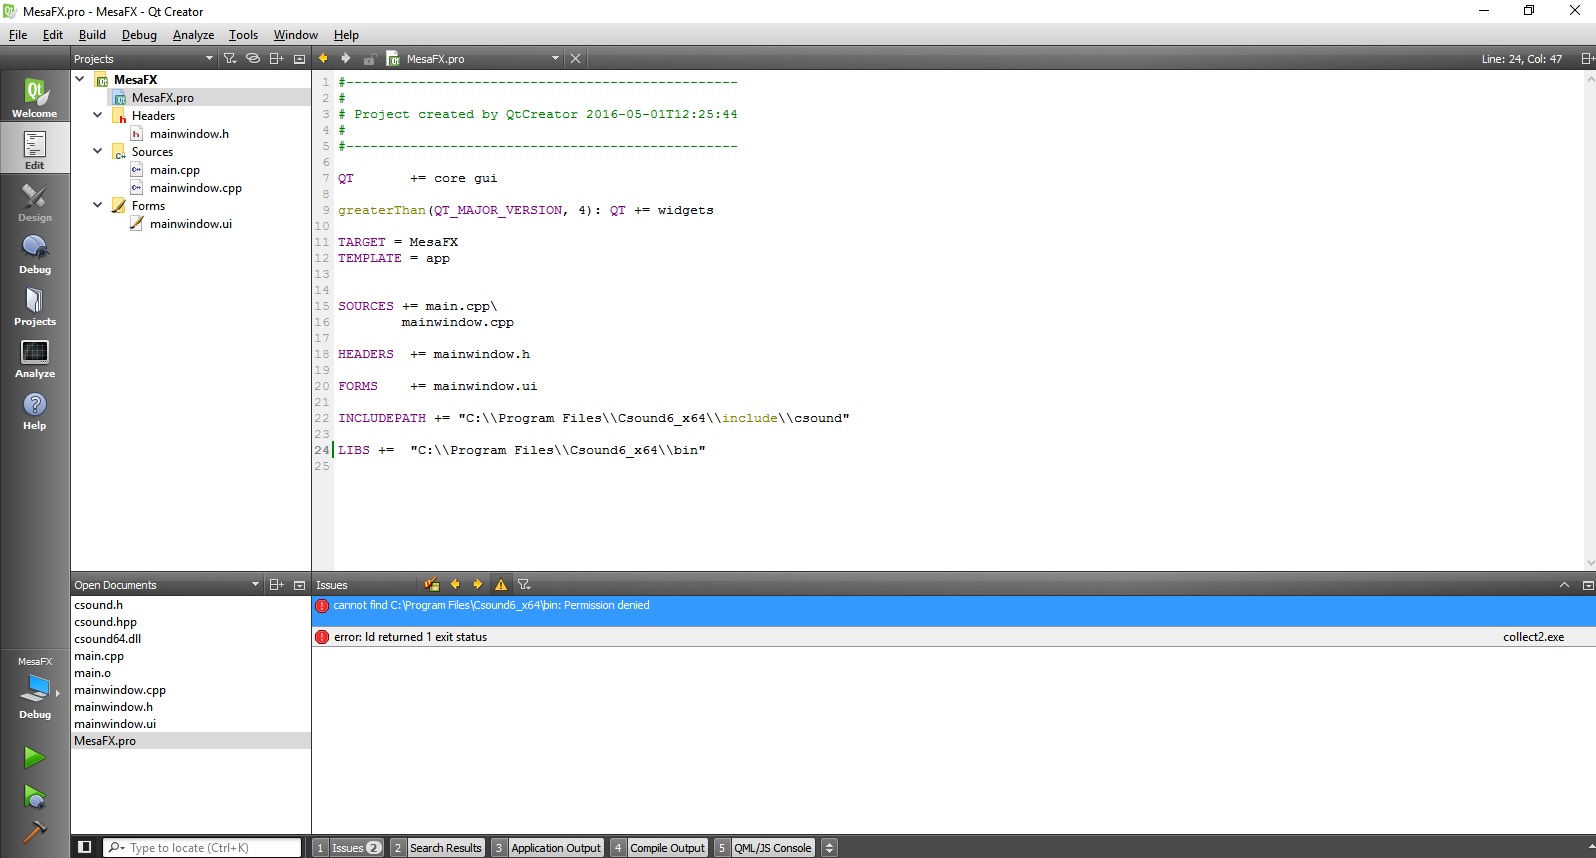 MesaFX.pro - MesaFX - Qt Creator
File Edit Build Debug Analyze Tools Window Help
Projects
MesaFX.pro
Line: 24, Col: 47
Welcome
Edit
Design
Debug
Projects
Analyze
Help
MesaFX
Debug
MesaFX
MesaFX.pro
Headers
mainwindow.h
Sources
main.cpp
mainwindow.cpp
Forms
mainwindow.ui
1 #-------------------------------------------------
2 #
3 # Project created by QtCreator 2016-05-01T12:25:44
4 #
5 #-------------------------------------------------
6
7 QT       += core gui
8
9 greaterThan(QT_MAJOR_VERSION, 4): QT += widgets
10
11 TARGET = MesaFX
12 TEMPLATE = app
13
14
15 SOURCES += main.cpp\
16         mainwindow.cpp
17
18 HEADERS  += mainwindow.h
19
20 FORMS    += mainwindow.ui
21
22 INCLUDEPATH += "C:\\Program Files\\Csound6_x64\\include\\csound"
23
24 LIBS +=  "C:\\Program Files\\Csound6_x64\\bin"
25
Open Documents
csound.h
csound.hpp
csound64.dll
main.cpp
main.o
mainwindow.cpp
mainwindow.h
mainwindow.ui
MesaFX.pro
Issues
cannot find C:\Program Files\Csound6_x64\bin: Permission denied
error: ld returned 1 exit status collect2.exe
Type to locate (Ctrl+K)
1 Issues 2 2 Search Results 3 Application Output 4 Compile Output 5 QML/JS Console